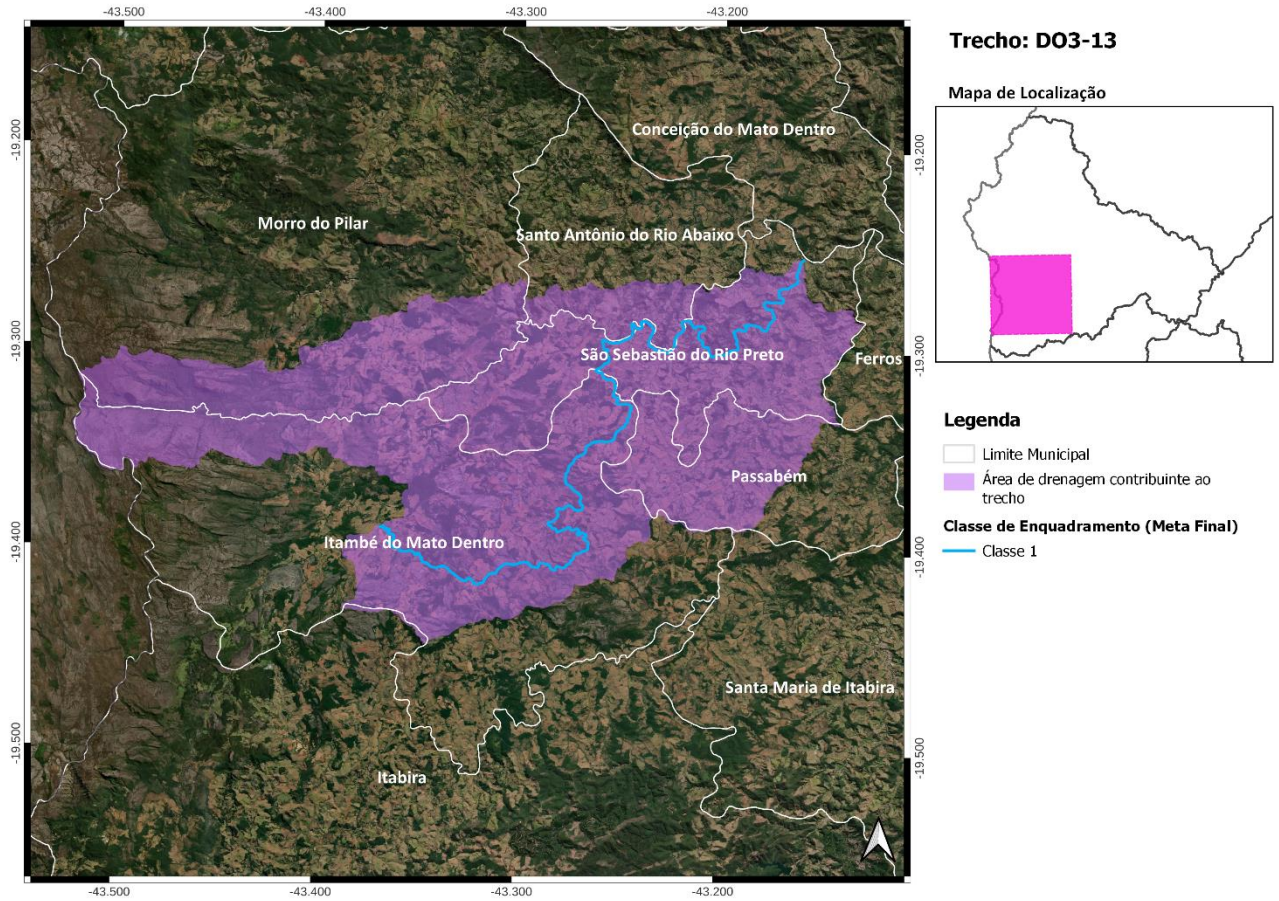 -43.500
-43.400
-43.300
-43.200
Trecho: DO3-13
Mapa de Localização
-19.200
-19.200
-19.300
-19.300
-19.400
-19.400
-19.500
-19.500
Conceição do Mato Dentro
Morro do Pilar
Santo Antônio do Rio Abaixo
São Sebastião do Rio Preto
Ferros
Passabém
Itambé do Mato Dentro
Santa Maria de Itabira
Itabira
Legenda
Limite Municipal
Área de drenagem contribuinte ao
trecho
Classe de Enquadramento (Meta Final)
Classe 1
-43.500
-43.400
-43.300
-43.200